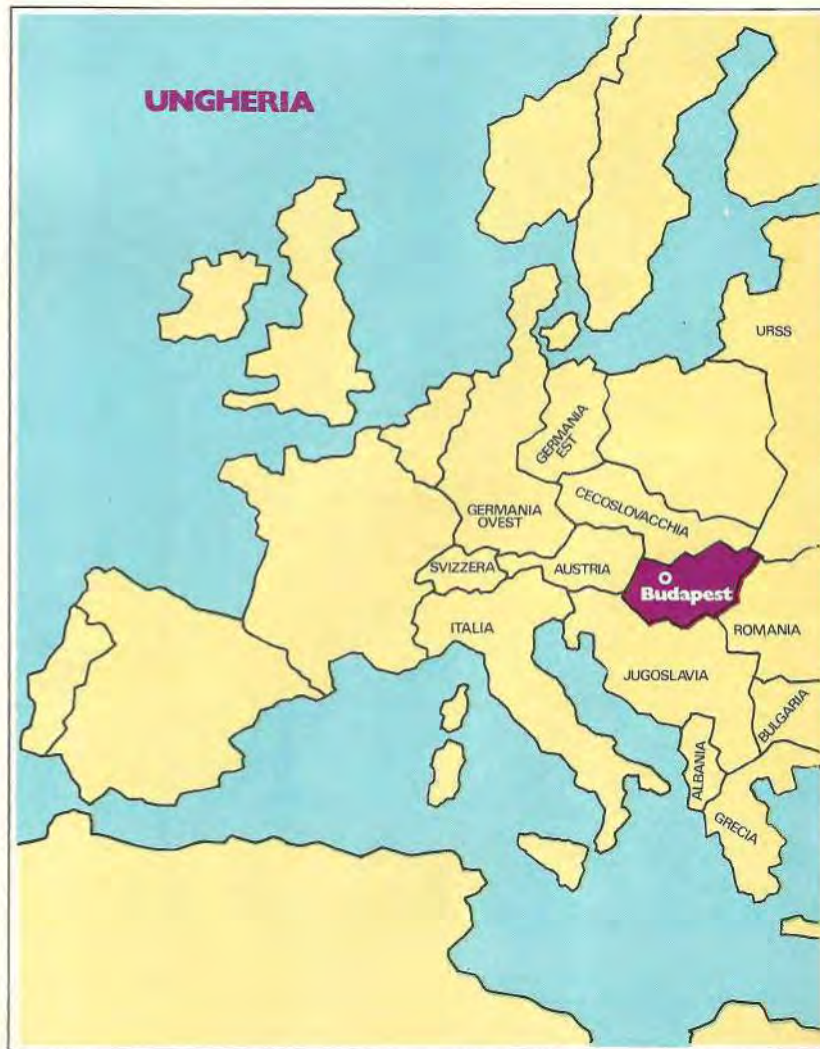 UNGHERIA
URSS
GERMANIA
EST
CECOSLOVACCHIA
GERMANIA
OVEST
SVIZZERA
AUSTRIA
Budapest
ITALIA
ROMANIA
JUGOSLAVIA
BULGARIA
ALBANIA
GRECIA